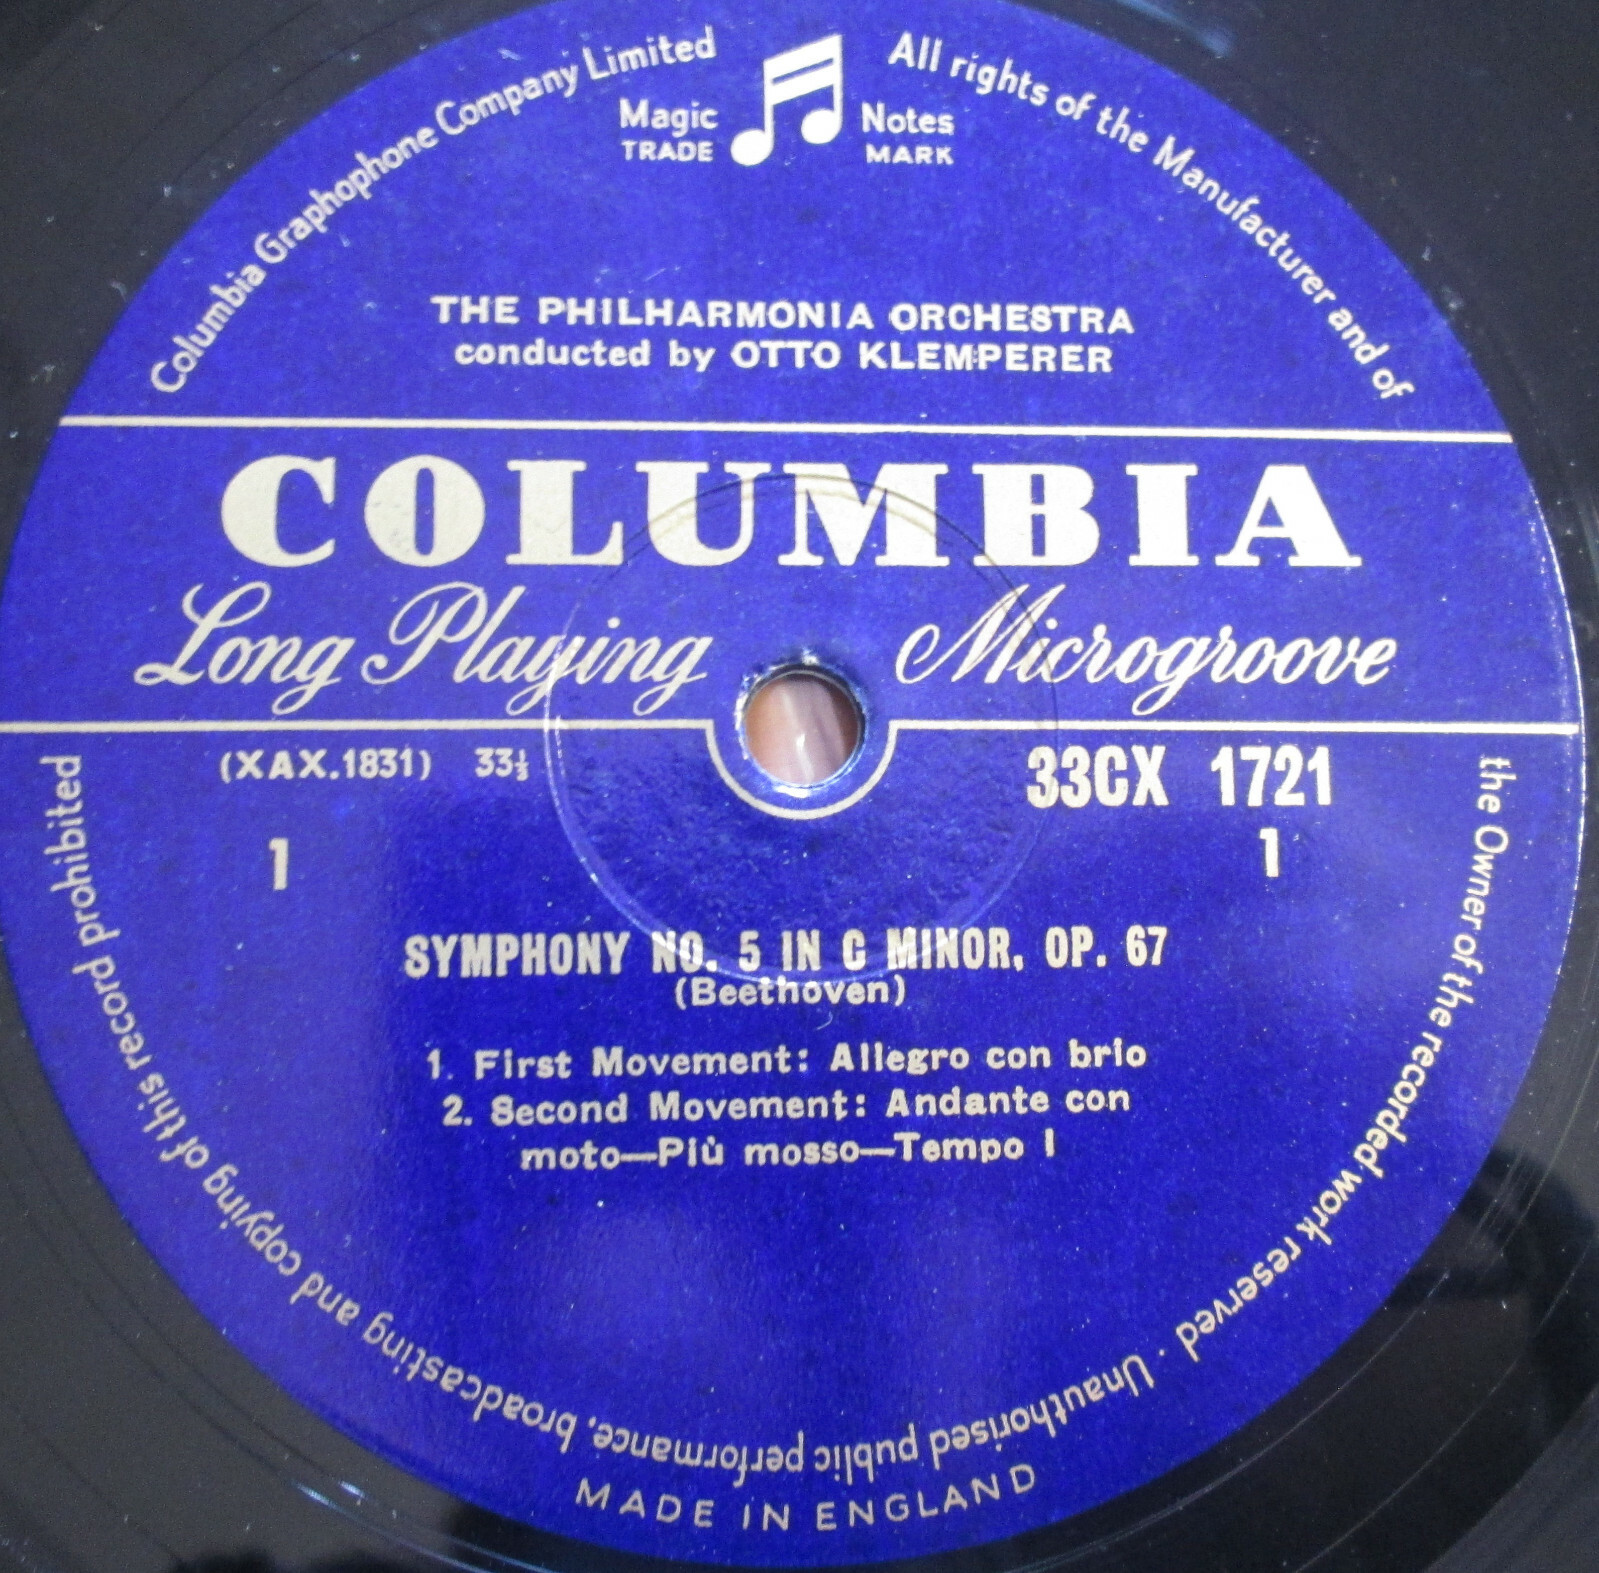 Columbia Graphophone Company Limited
Magic Notes
TRADE MARK
All rights of the Manufacturer and of
the Owner of the recorded work reserved · Unauthorised public performance, broadcasting and copying of this record prohibited
THE PHILHARMONIA ORCHESTRA
conducted by OTTO KLEMPERER
COLUMBIA
Long Playing Microgroove
(XAX.1831) 33⅓ 33CX 1721
1 1
SYMPHONY NO. 5 IN C MINOR, OP. 67
(Beethoven)
1. First Movement: Allegro con brio
2. Second Movement: Andante con
moto—Più mosso—Tempo I
MADE IN ENGLAND